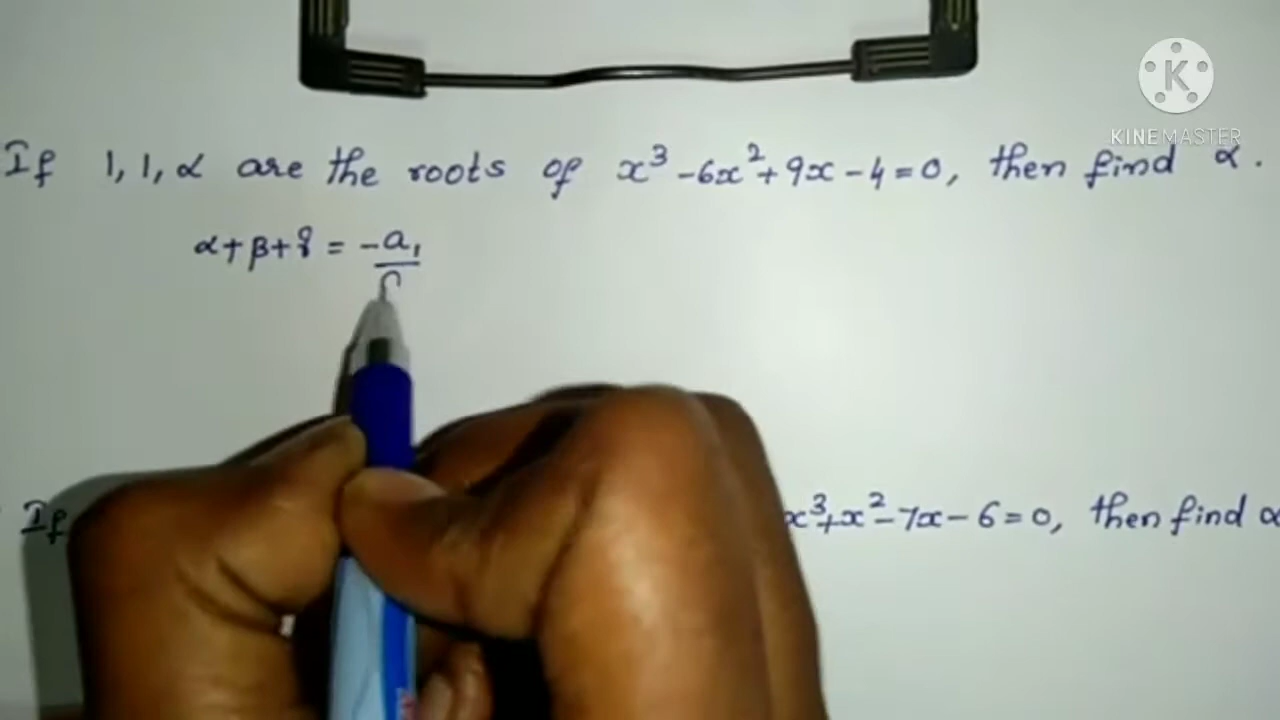 KINEMASTER
If 1, 1, α are the roots of x³ - 6x² + 9x - 4 = 0, then find α.
α + β + γ = -a₁
If x³ + x² - 7x - 6 = 0, then find α